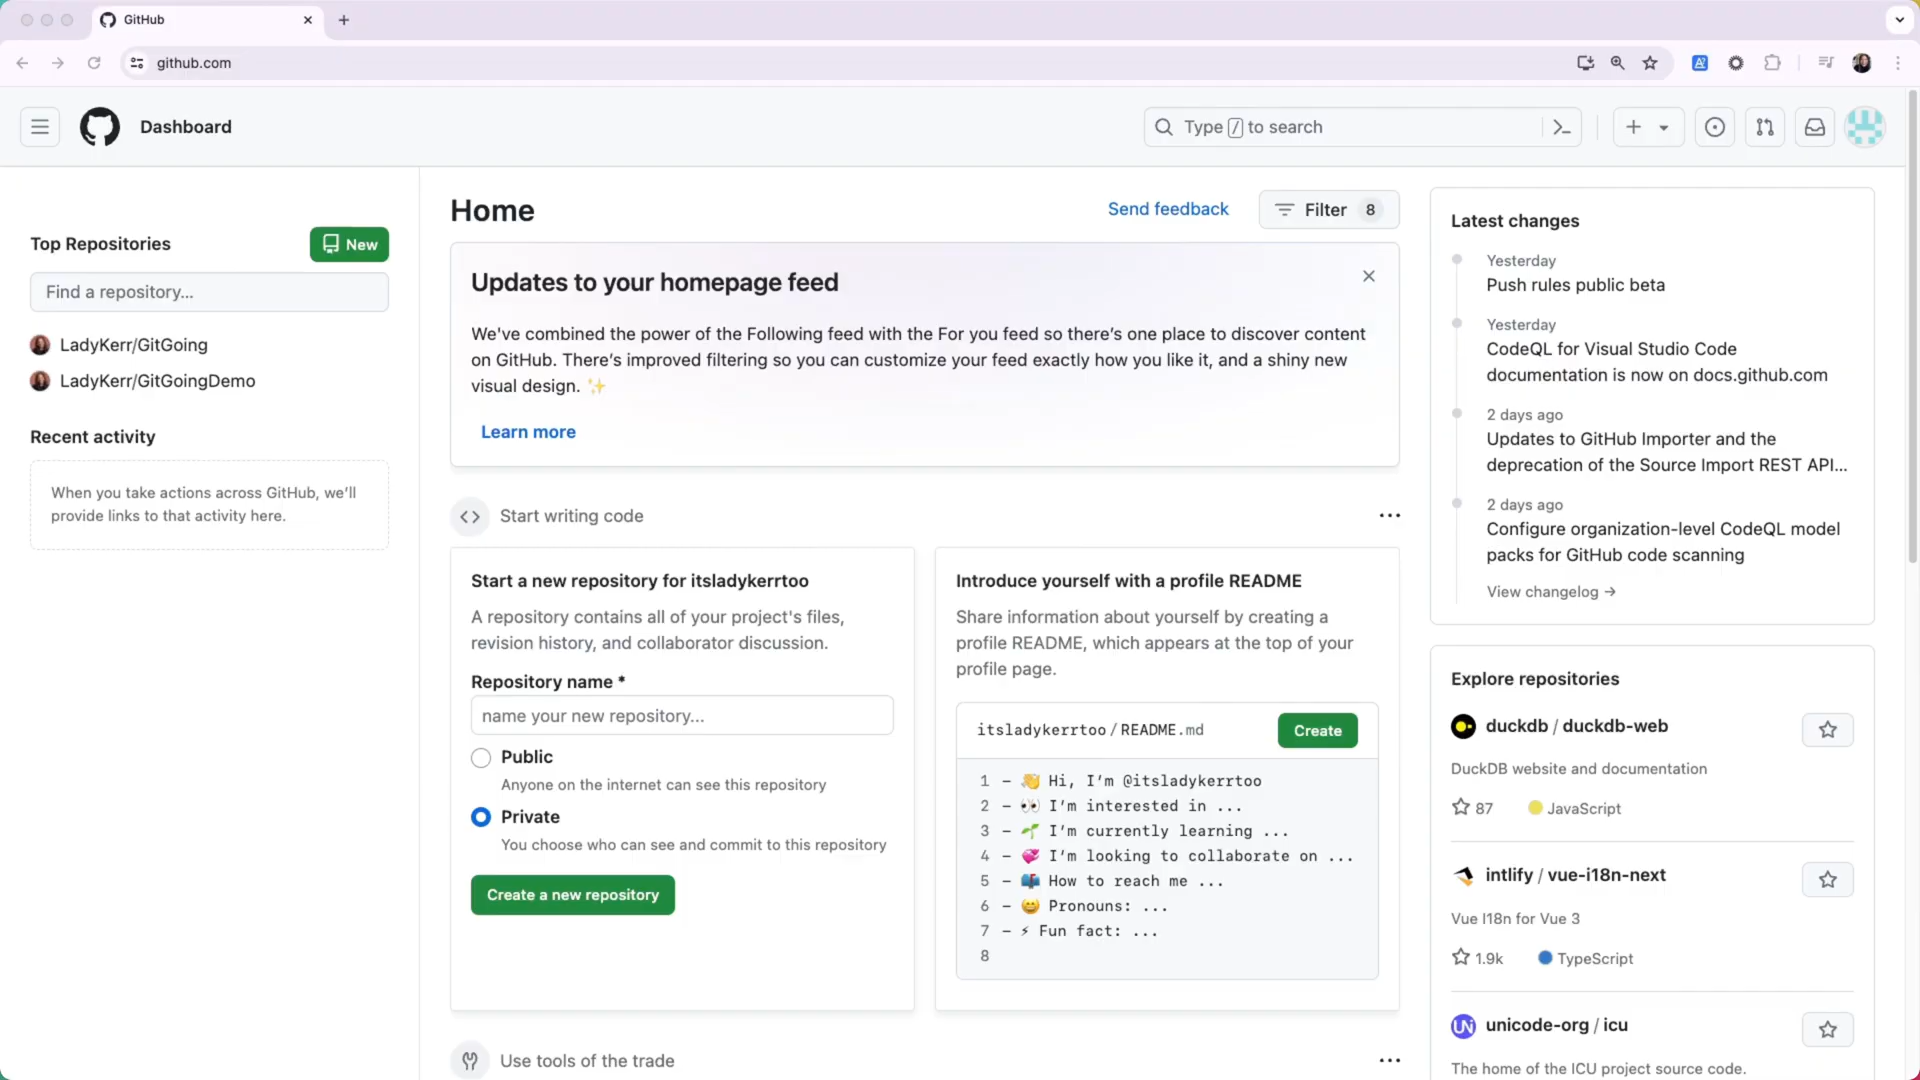 GitHub
github.com
Dashboard
Type / to search
Top Repositories
New
Find a repository...
LadyKerr/GitGoing
LadyKerr/GitGoingDemo
Recent activity
When you take actions across GitHub, we'll
provide links to that activity here.
Home
Send feedback
Filter 8
Updates to your homepage feed
We've combined the power of the Following feed with the For you feed so there's one place to discover content
on GitHub. There's improved filtering so you can customize your feed exactly how you like it, and a shiny new
visual design. ✨
Learn more
Start writing code
Start a new repository for itsladykerrtoo
A repository contains all of your project's files,
revision history, and collaborator discussion.
Repository name *
name your new repository...
Public
Anyone on the internet can see this repository
Private
You choose who can see and commit to this repository
Create a new repository
Introduce yourself with a profile README
Share information about yourself by creating a
profile README, which appears at the top of your
profile page.
itsladykerrtoo / README.md
Create
1 - 👋 Hi, I'm @itsladykerrtoo
2 - 👀 I'm interested in ...
3 - 🌱 I'm currently learning ...
4 - 💞️ I'm looking to collaborate on ...
5 - 📫 How to reach me ...
6 - 😄 Pronouns: ...
7 - ⚡ Fun fact: ...
8
Use tools of the trade
Latest changes
Yesterday
Push rules public beta
Yesterday
CodeQL for Visual Studio Code
documentation is now on docs.github.com
2 days ago
Updates to GitHub Importer and the
deprecation of the Source Import REST API...
2 days ago
Configure organization-level CodeQL model
packs for GitHub code scanning
View changelog →
Explore repositories
duckdb / duckdb-web
DuckDB website and documentation
87 JavaScript
intlify / vue-i18n-next
Vue I18n for Vue 3
1.9k TypeScript
unicode-org / icu
The home of the ICU project source code.